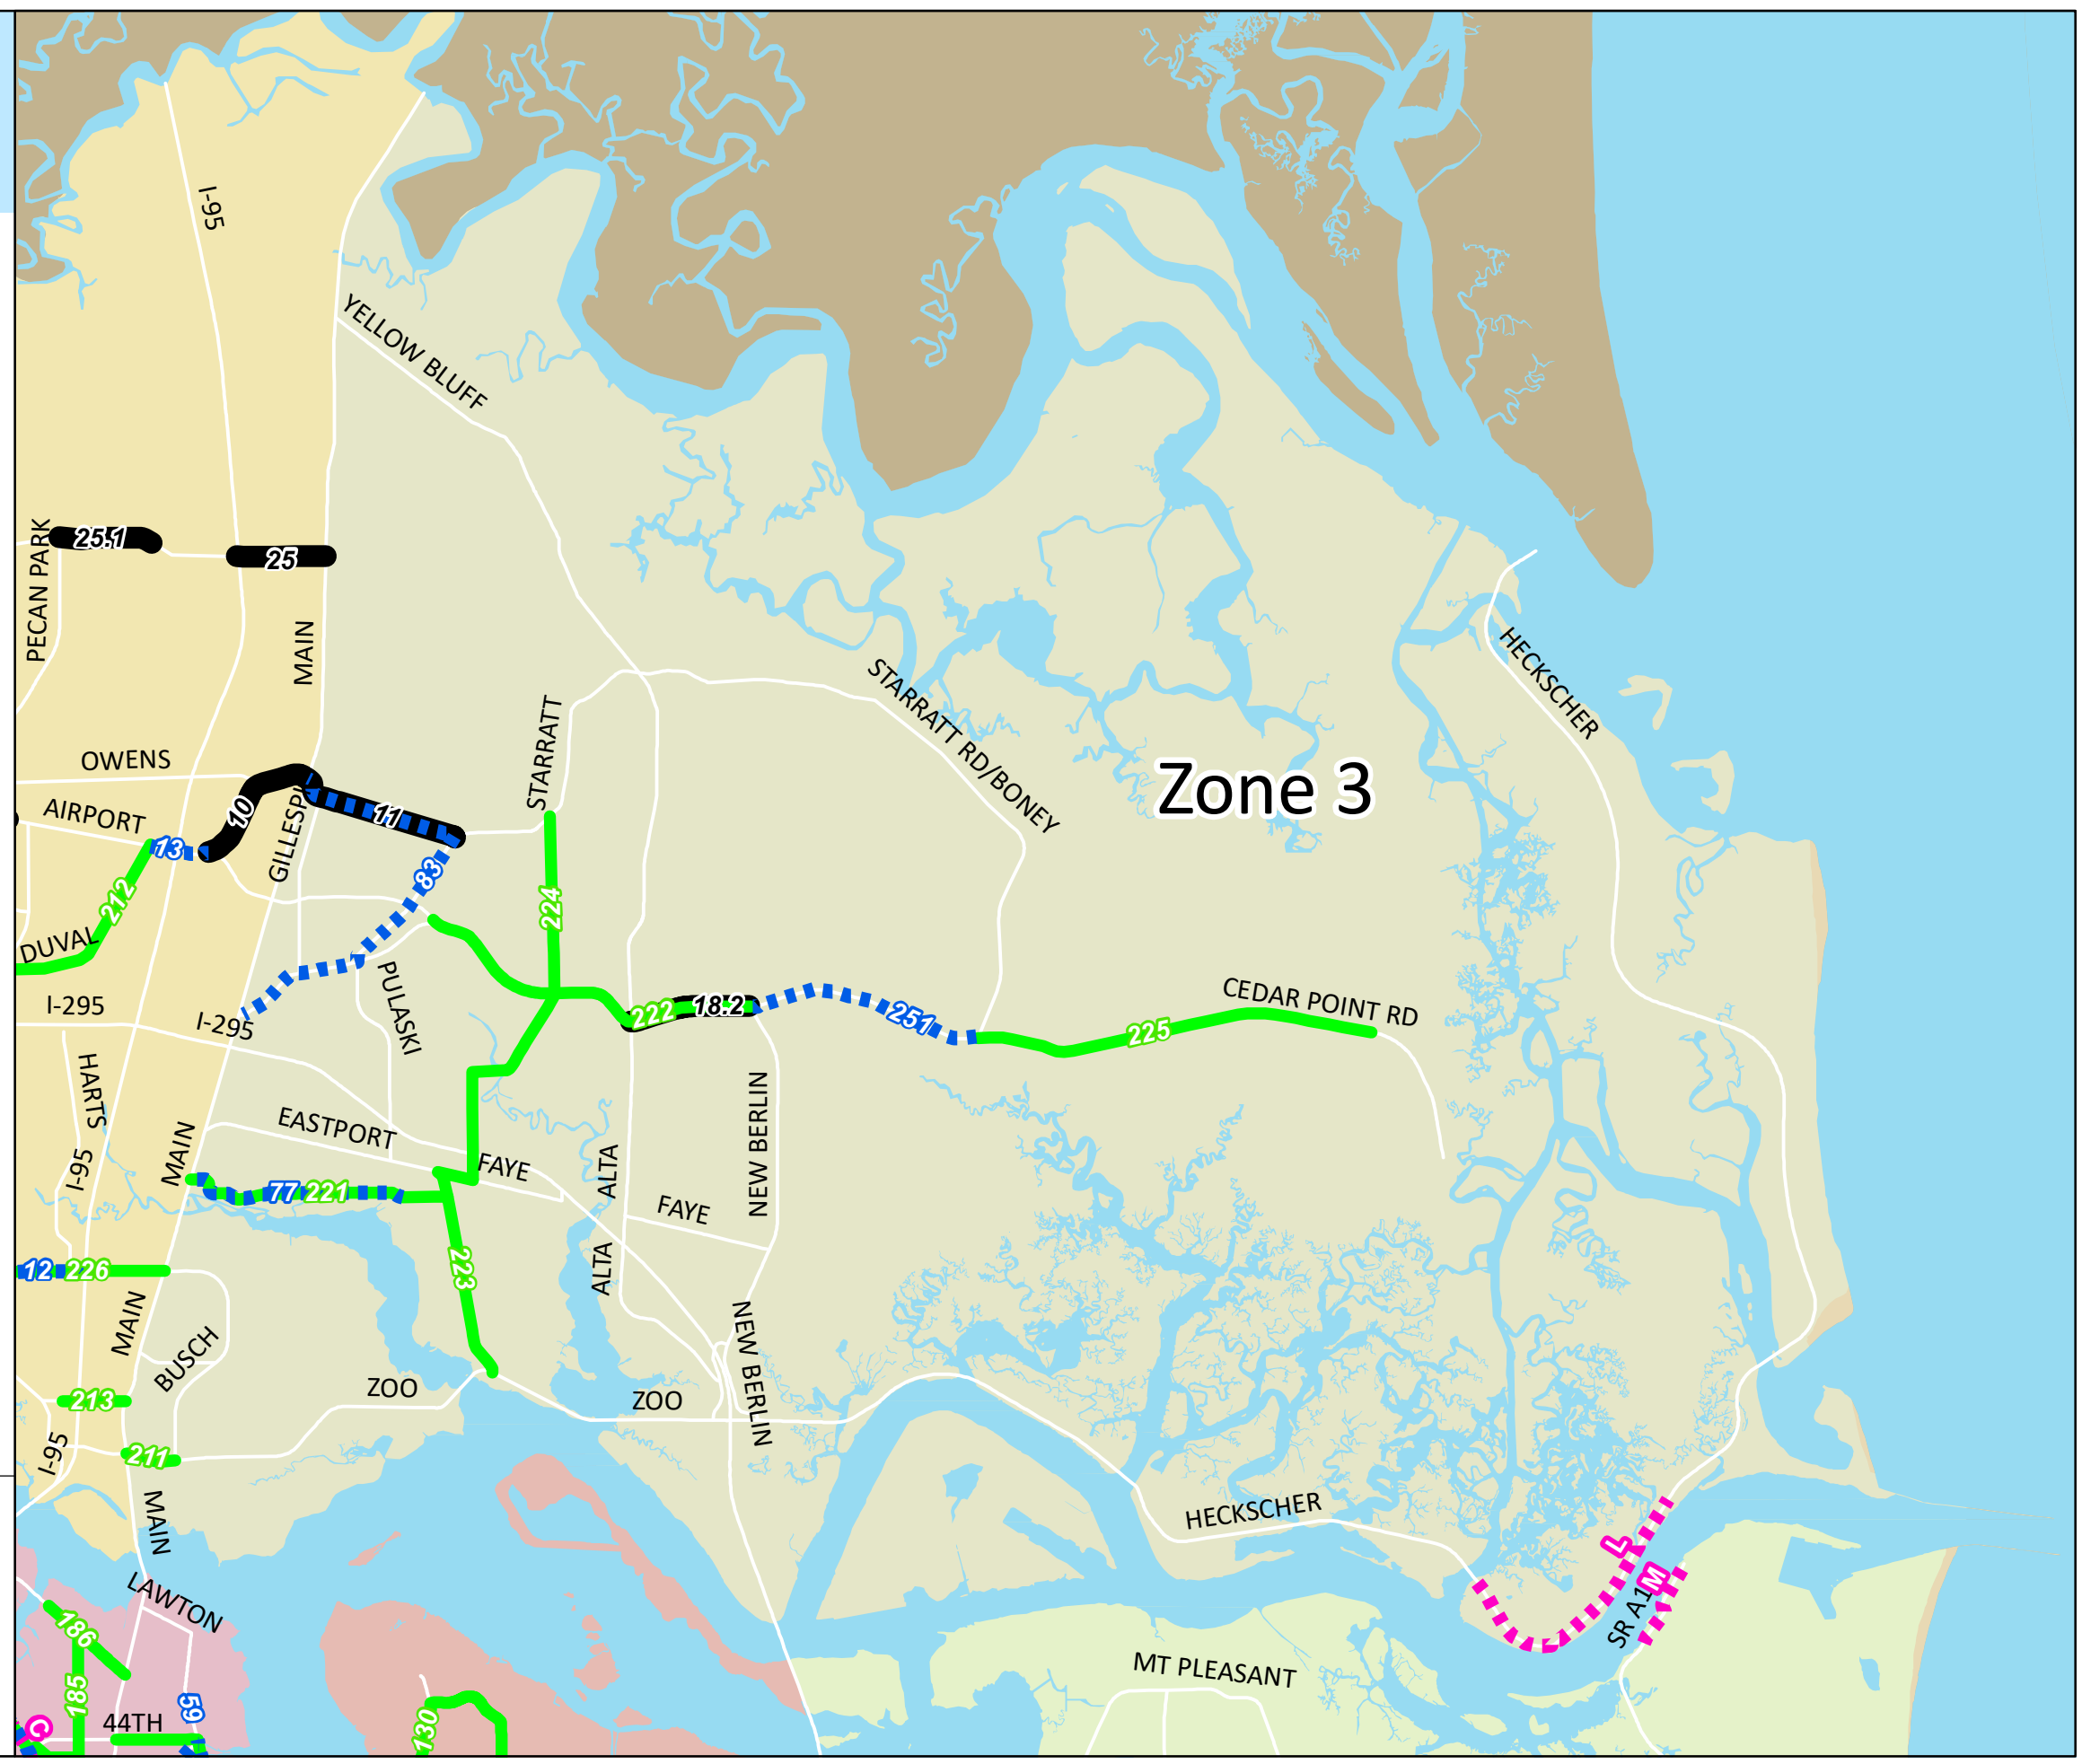 I-95
YELLOW BLUFF
25.1
25
PECAN PARK
MAIN
HECKSCHER
STARRATT RD/BONEY
STARRATT
Zone 3
OWENS
AIRPORT
10
11
GILLESPI
13
83
212
224
DUVAL
PULASKI
I-295
I-295
222
18.2
251
225
CEDAR POINT RD
HARTS
EASTPORT
MAIN
I-95
FAYE
ALTA
NEW BERLIN
77
221
FAYE
12
226
223
ALTA
MAIN
BUSCH
NEW BERLIN
213
ZOO
ZOO
I-95
211
MAIN
HECKSCHER
L
M
SR A1
LAWTON
186
MT PLEASANT
185
59
44TH
C
130